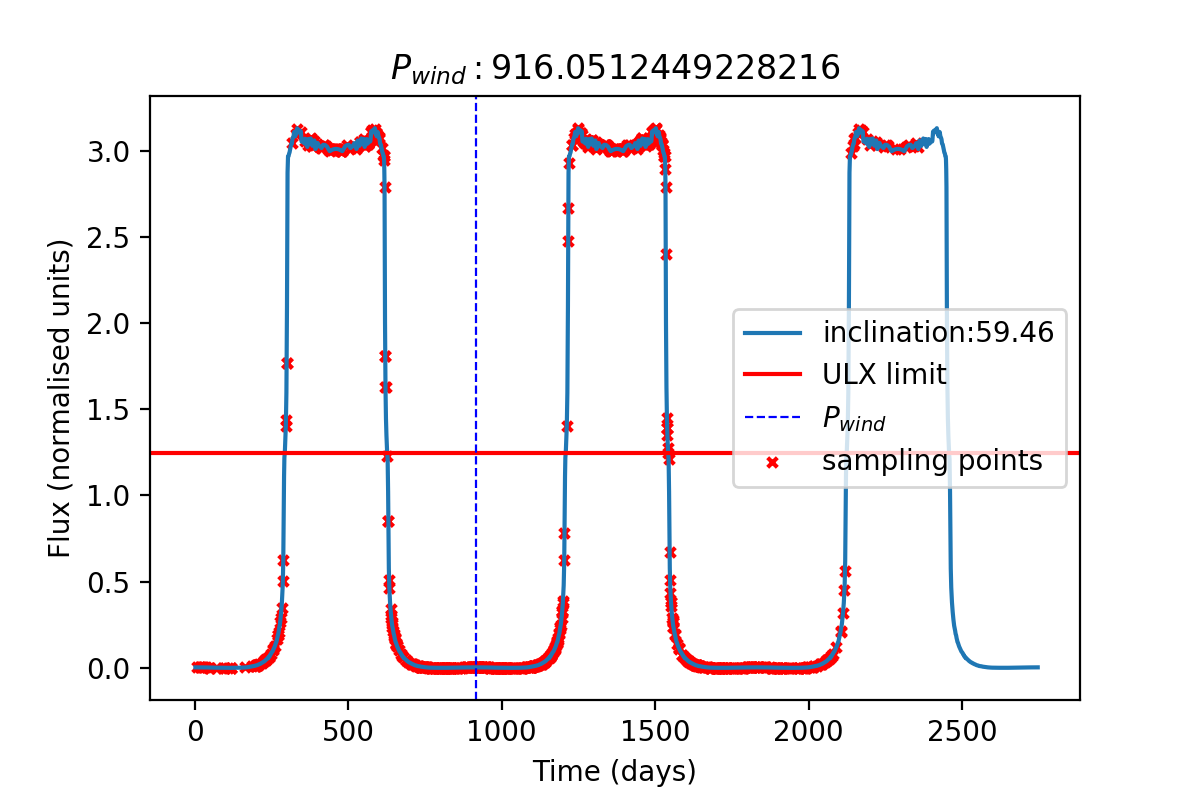 P_wind : 916.0512449228216
Flux (normalised units)
3.0
2.5
2.0
1.5
1.0
0.5
0.0
inclination:59.46
ULX limit
P_wind
sampling points
0 500 1000 1500 2000 2500
Time (days)